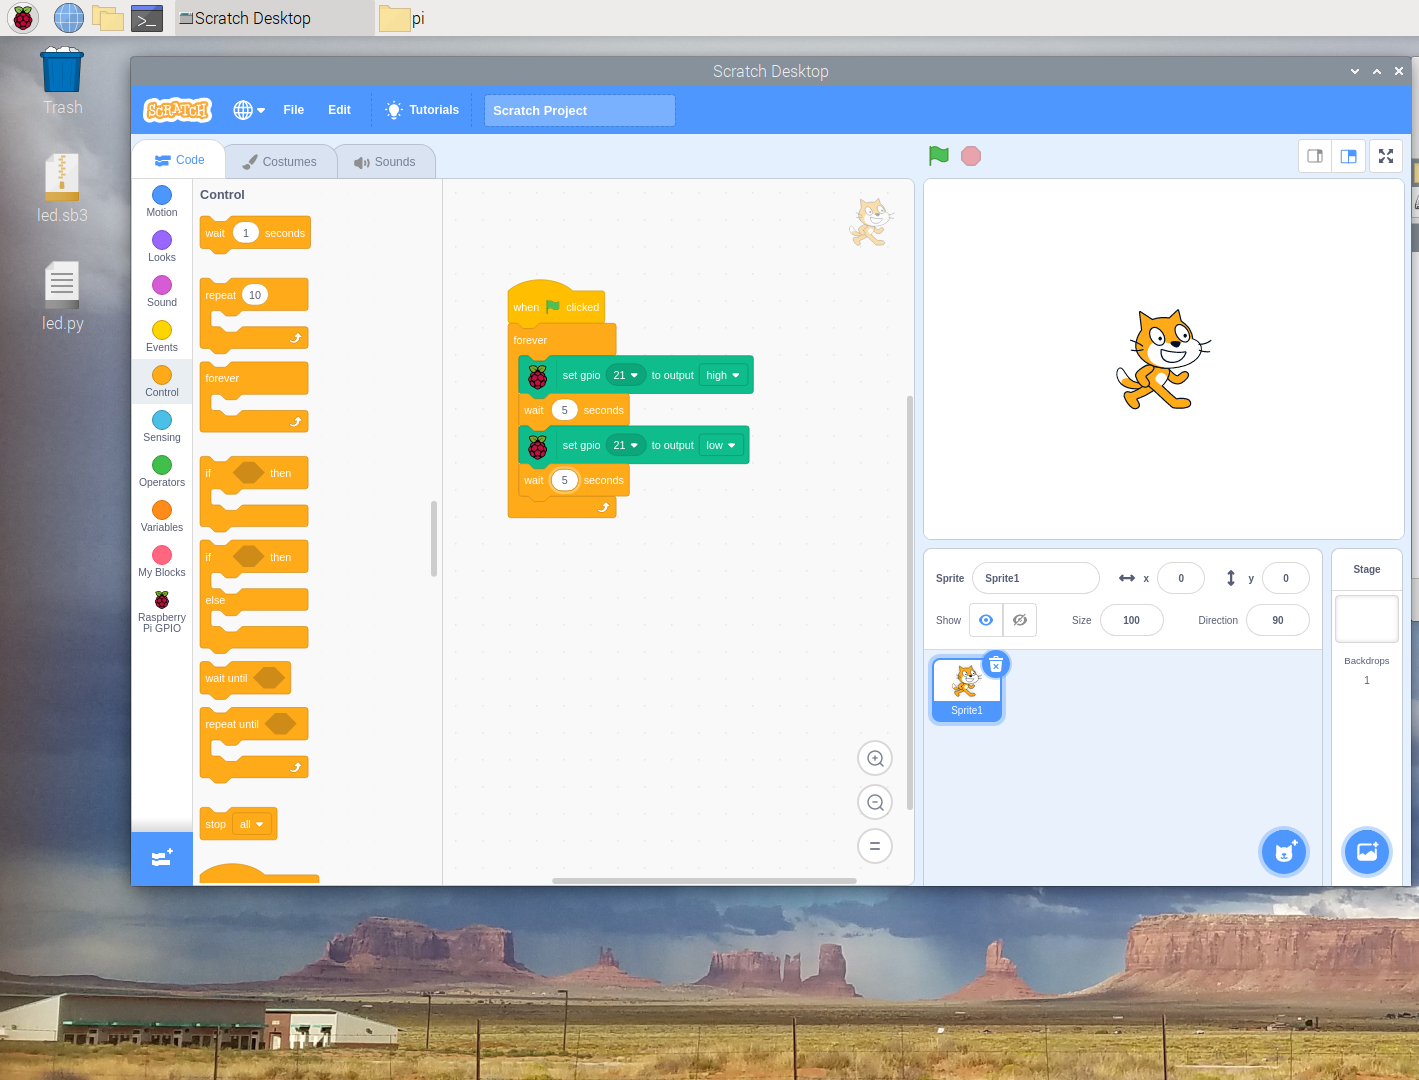 Scratch Desktop
pi
Trash
led.sb3
led.py
Scratch Desktop
SCRATCH
File
Edit
Tutorials
Scratch Project
Code
Costumes
Sounds
Motion
Looks
Sound
Events
Control
Sensing
Operators
Variables
My Blocks
Raspberry
Pi GPIO
Control
wait 1 seconds
repeat 10
forever
if then
if then
else
wait until
repeat until
stop all
when clicked
forever
set gpio 21 to output high
wait 5 seconds
set gpio 21 to output low
wait 5 seconds
Sprite Sprite1 x 0 y 0
Show Size 100 Direction 90
Sprite1
Stage
Backdrops
1